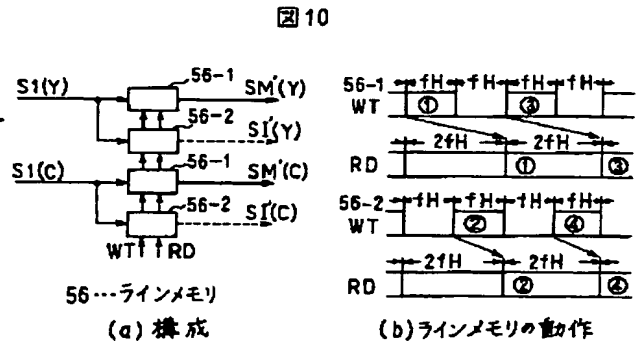 図10
56-1
S1(Y)
SM'(Y)
56-2
SI'(Y)
56-1
S1(C)
SM'(C)
56-2
SI'(C)
WT RD
56…ラインメモリ
(a) 構成
56-1 fH fH fH fH
WT ① ③
2fH 2fH
RD ① ③
56-2 fH fH fH fH
WT ② ④
2fH 2fH
RD ② ④
(b) ラインメモリの動作